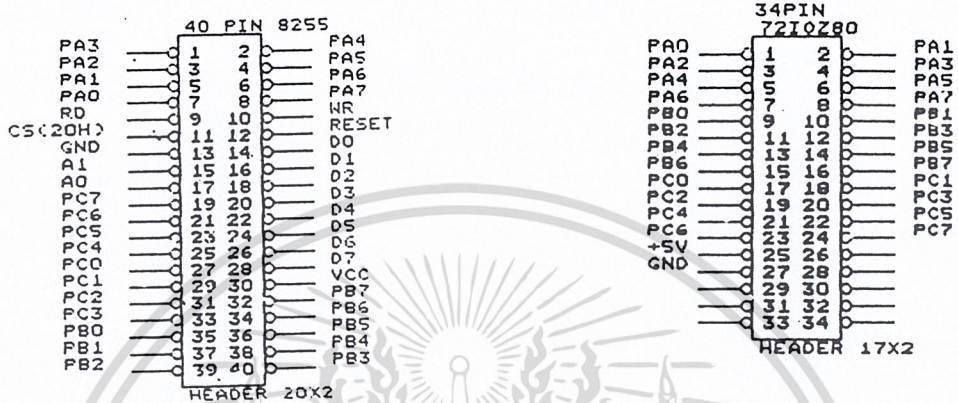 40 PIN 8255
PA3 1 2 PA4
PA2 3 4 PA5
PA1 5 6 PA6
PA0 7 8 PA7
RD 9 10 WR
CS(20H) 11 12 RESET
GND 13 14 D0
A1 15 16 D1
A0 17 18 D2
PC7 19 20 D3
PC6 21 22 D4
PC5 23 24 D5
PC4 25 26 D6
PC0 27 28 D7
PC1 29 30 VCC
PC2 31 32 PB7
PC3 33 34 PB6
PB0 35 36 PB5
PB1 37 38 PB4
PB2 39 40 PB3
HEADER 20X2
34PIN
72IOZ80
PA0 1 2 PA1
PA2 3 4 PA3
PA4 5 6 PA5
PA6 7 8 PA7
PB0 9 10 PB1
PB2 11 12 PB3
PB4 13 14 PB5
PB6 15 16 PB7
PC0 17 18 PC1
PC2 19 20 PC3
PC4 21 22 PC5
PC6 23 24 PC7
+5V 25 26
GND 27 28
29 30
31 32
33 34
HEADER 17X2